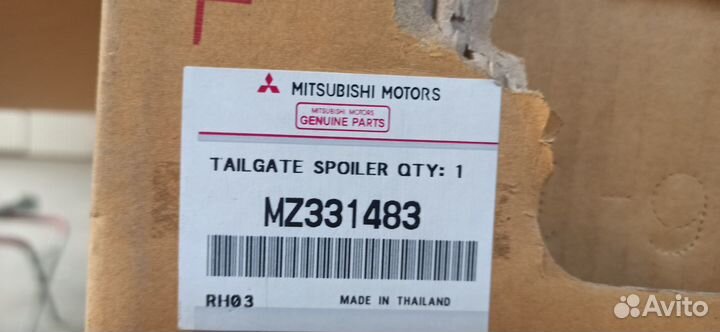 MITSUBISHI MOTORS
MITSUBISHI MOTORS
GENUINE PARTS
TAILGATE SPOILER QTY: 1
MZ331483
RH03 MADE IN THAILAND
Avito